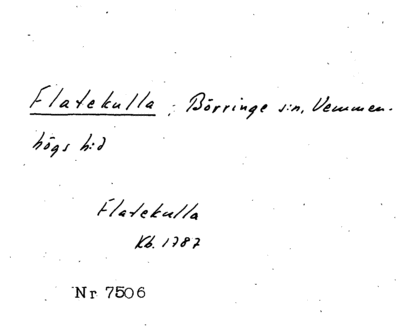 Flatekulla ; Börringe s:n, Vemmen-
högs h:d
Flatekulla
Kb. 1787
Nr 7506